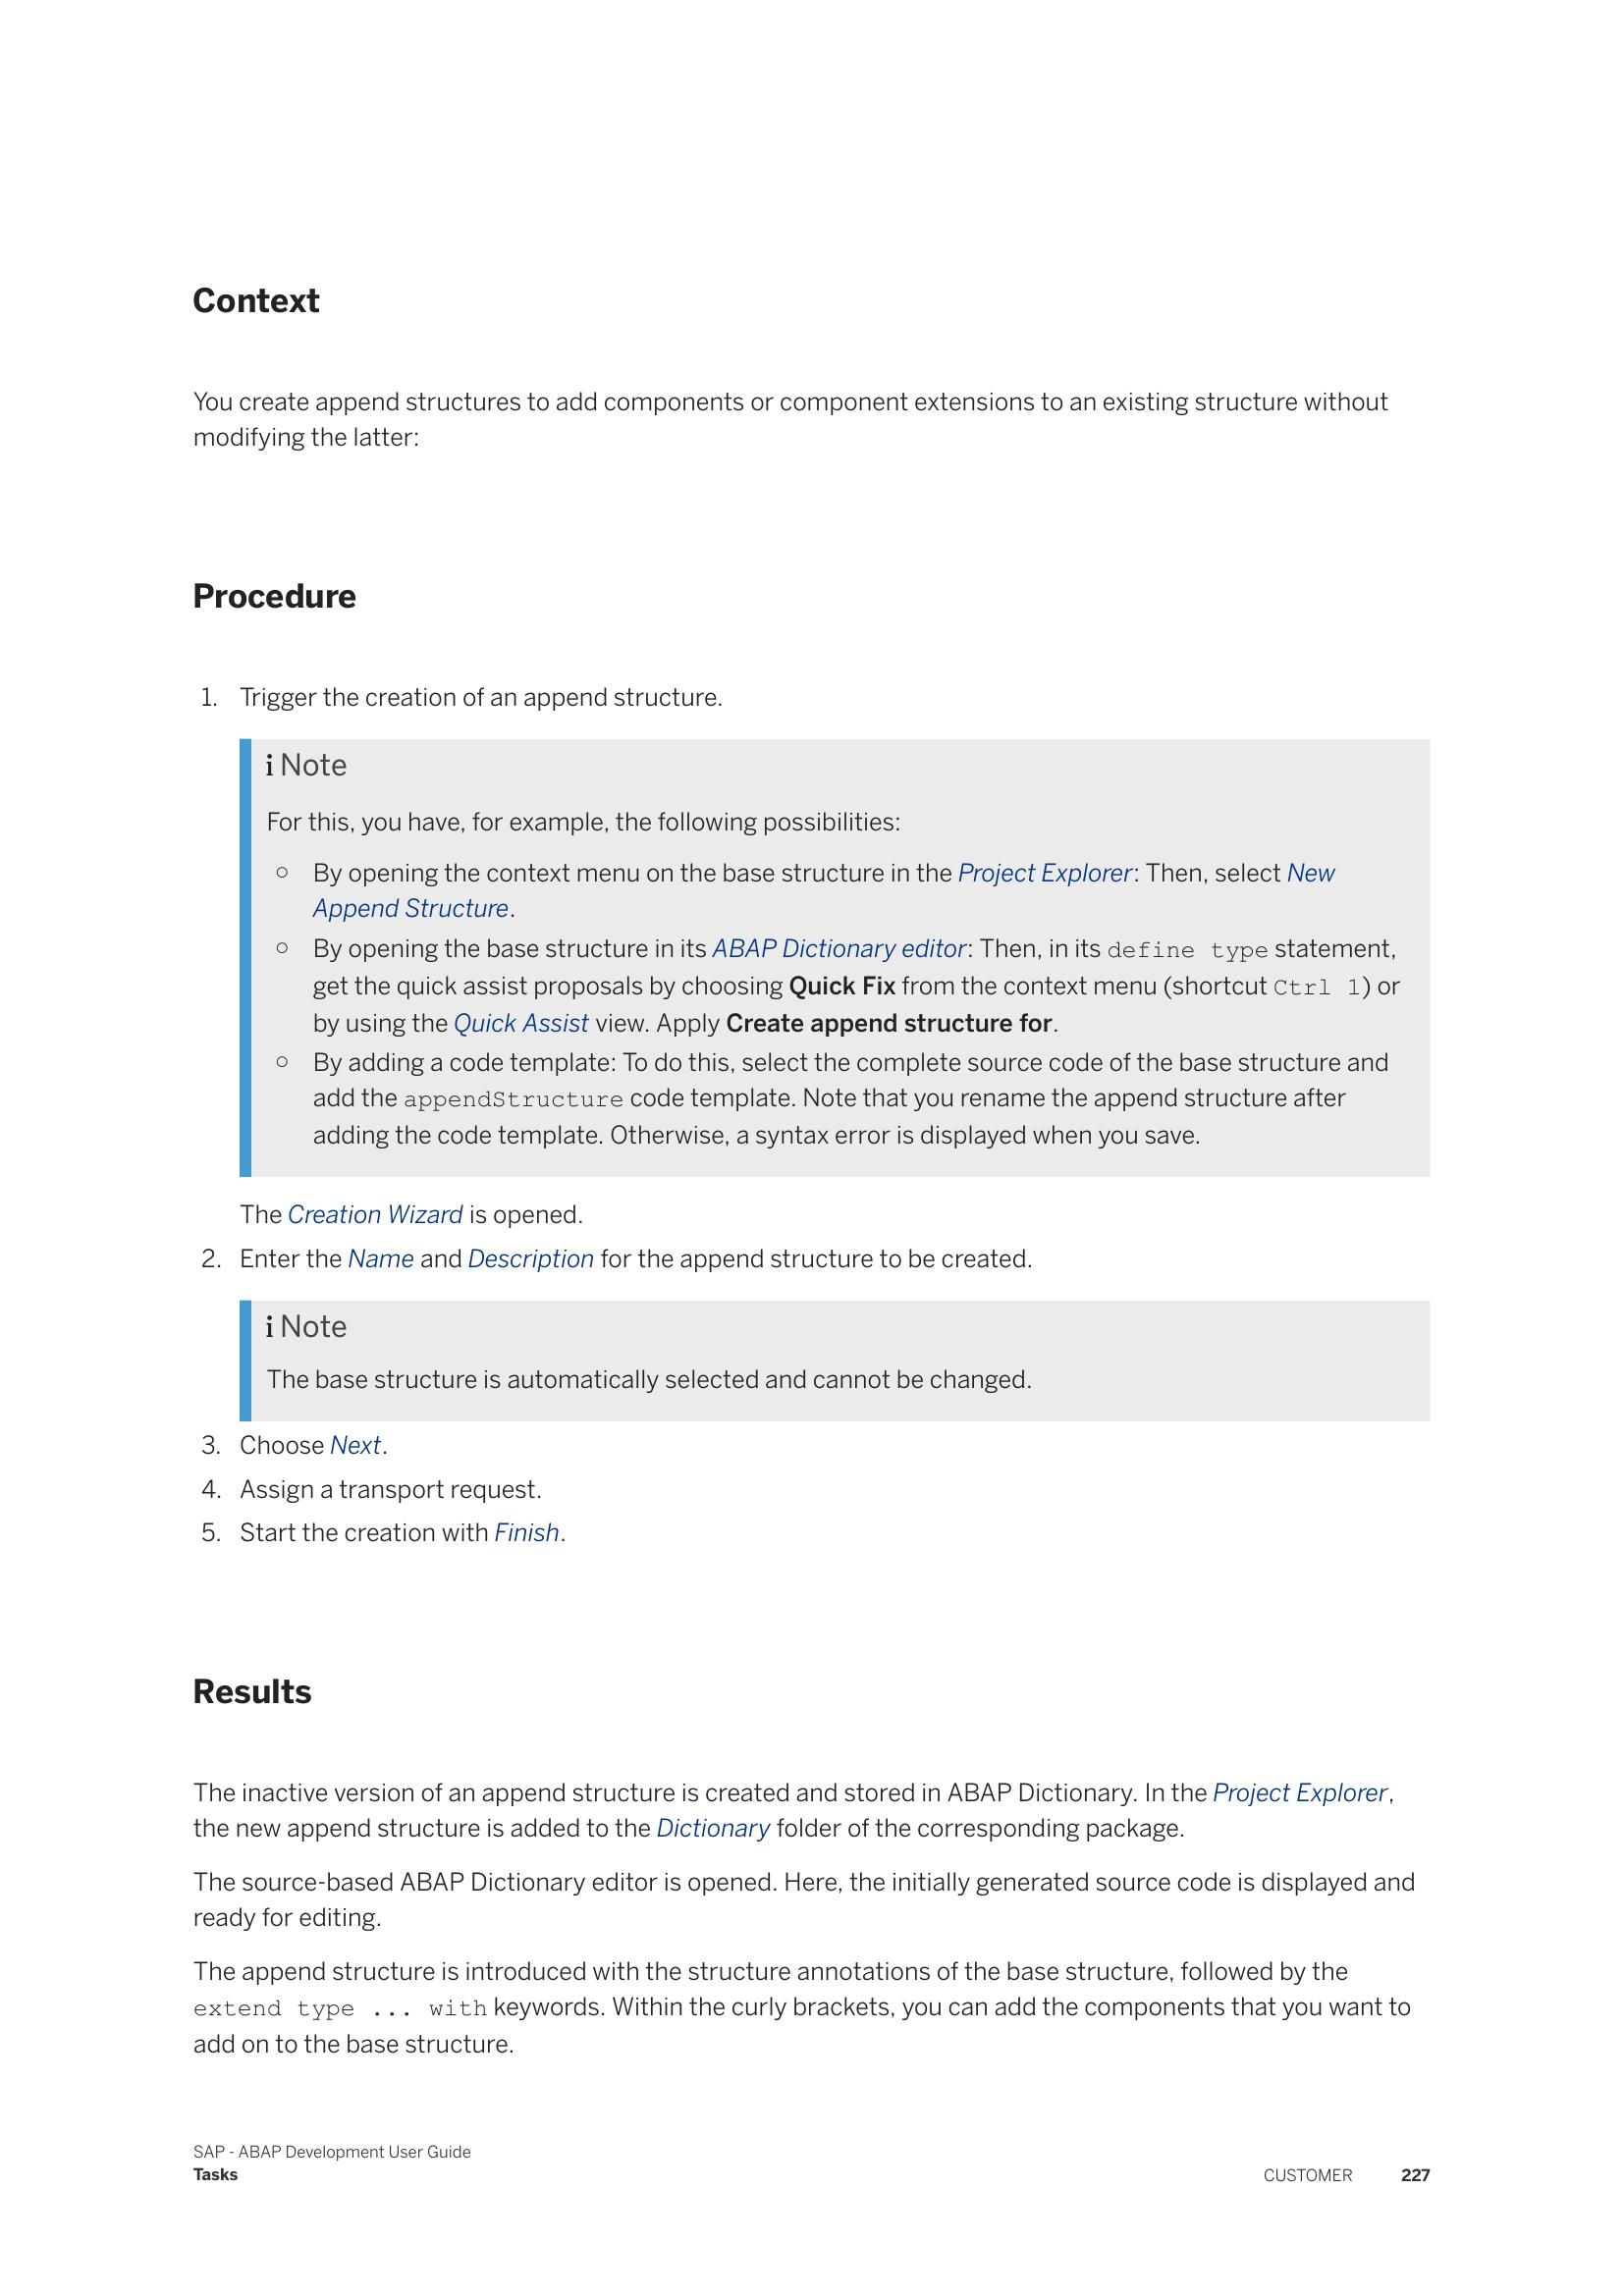 Context
You create append structures to add components or component extensions to an existing structure without
modifying the latter:
Procedure
1. Trigger the creation of an append structure.
i Note
For this, you have, for example, the following possibilities:
○ By opening the context menu on the base structure in the Project Explorer: Then, select New
Append Structure.
○ By opening the base structure in its ABAP Dictionary editor: Then, in its define type statement,
get the quick assist proposals by choosing Quick Fix from the context menu (shortcut Ctrl 1) or
by using the Quick Assist view. Apply Create append structure for.
○ By adding a code template: To do this, select the complete source code of the base structure and
add the appendStructure code template. Note that you rename the append structure after
adding the code template. Otherwise, a syntax error is displayed when you save.
The Creation Wizard is opened.
2. Enter the Name and Description for the append structure to be created.
i Note
The base structure is automatically selected and cannot be changed.
3. Choose Next.
4. Assign a transport request.
5. Start the creation with Finish.
Results
The inactive version of an append structure is created and stored in ABAP Dictionary. In the Project Explorer,
the new append structure is added to the Dictionary folder of the corresponding package.
The source-based ABAP Dictionary editor is opened. Here, the initially generated source code is displayed and
ready for editing.
The append structure is introduced with the structure annotations of the base structure, followed by the
extend type ... with keywords. Within the curly brackets, you can add the components that you want to
add on to the base structure.
SAP - ABAP Development User Guide
Tasks
CUSTOMER 227